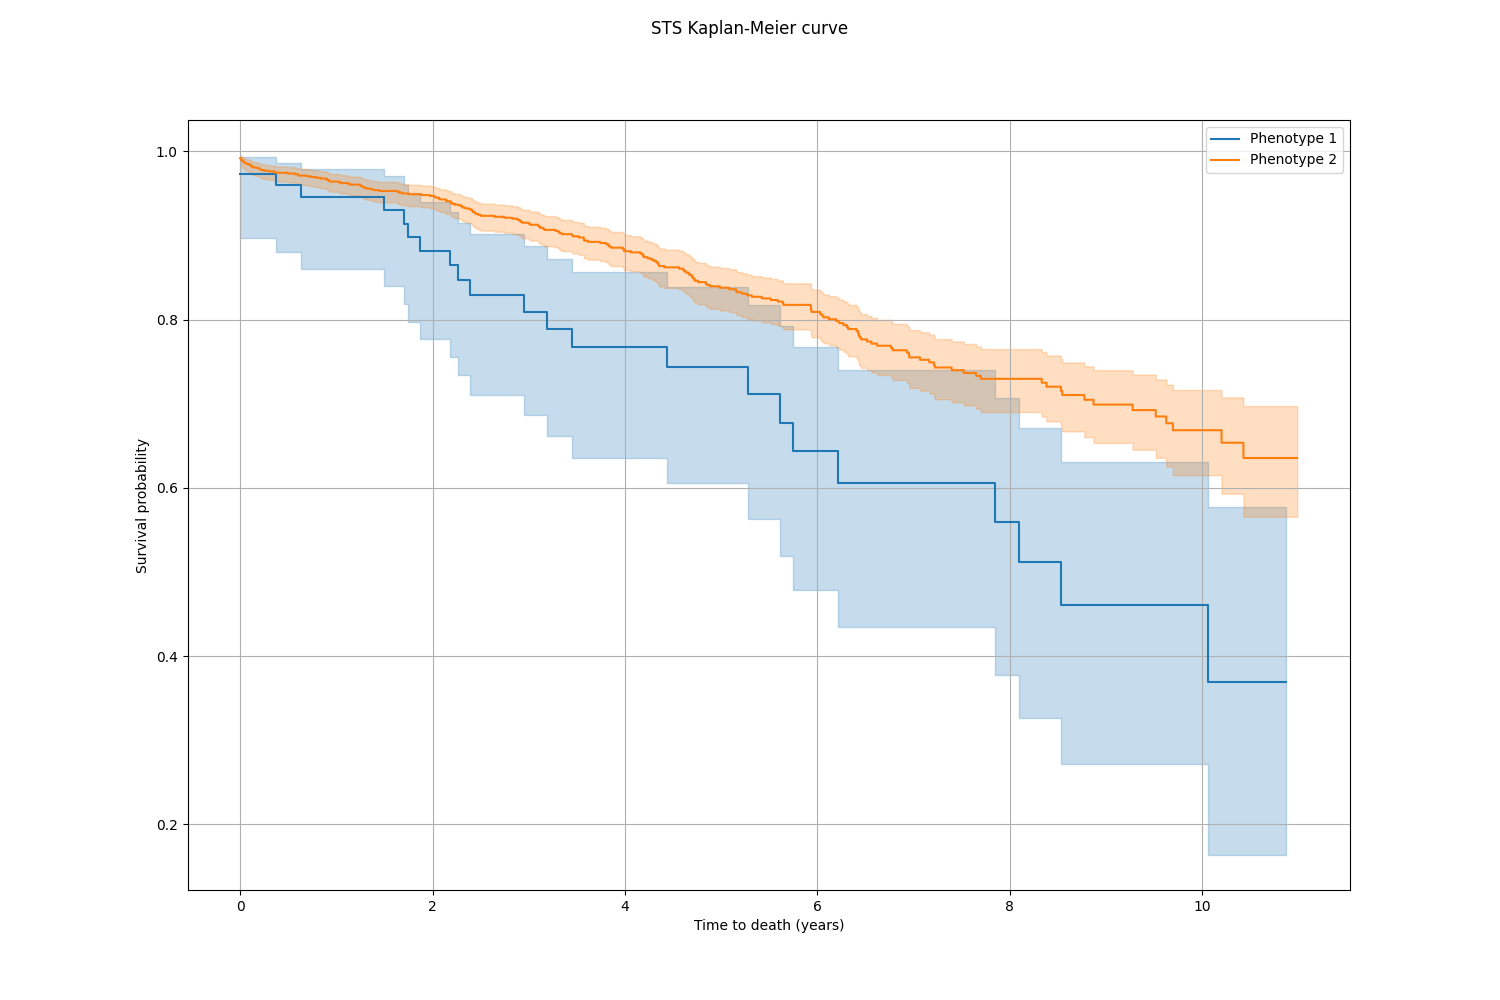 STS Kaplan-Meier curve
Phenotype 1
Phenotype 2
1.0
0.8
0.6
0.4
0.2
Survival probability
0 2 4 6 8 10
Time to death (years)